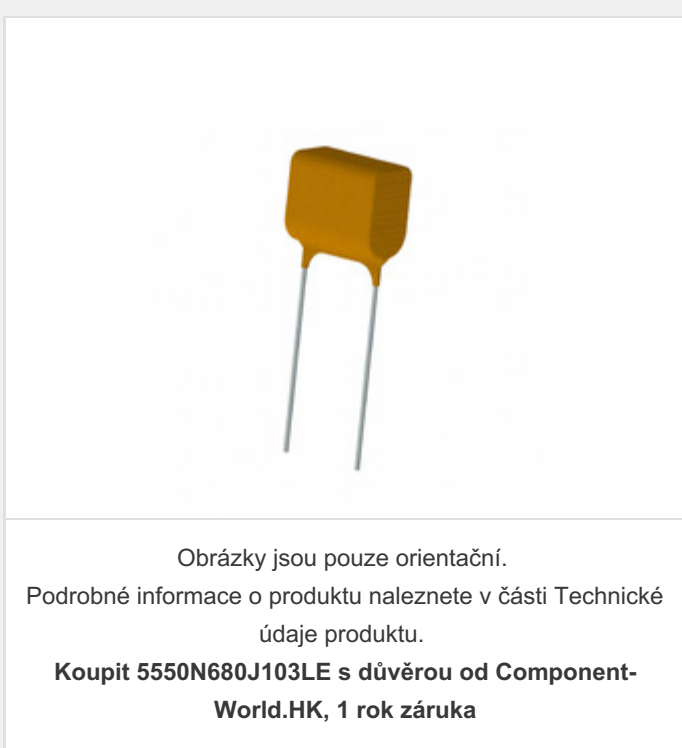 Obrázky jsou pouze orientační.
Podrobné informace o produktu naleznete v části Technické
údaje produktu.
Koupit 5550N680J103LE s důvěrou od Component-
World.HK, 1 rok záruka